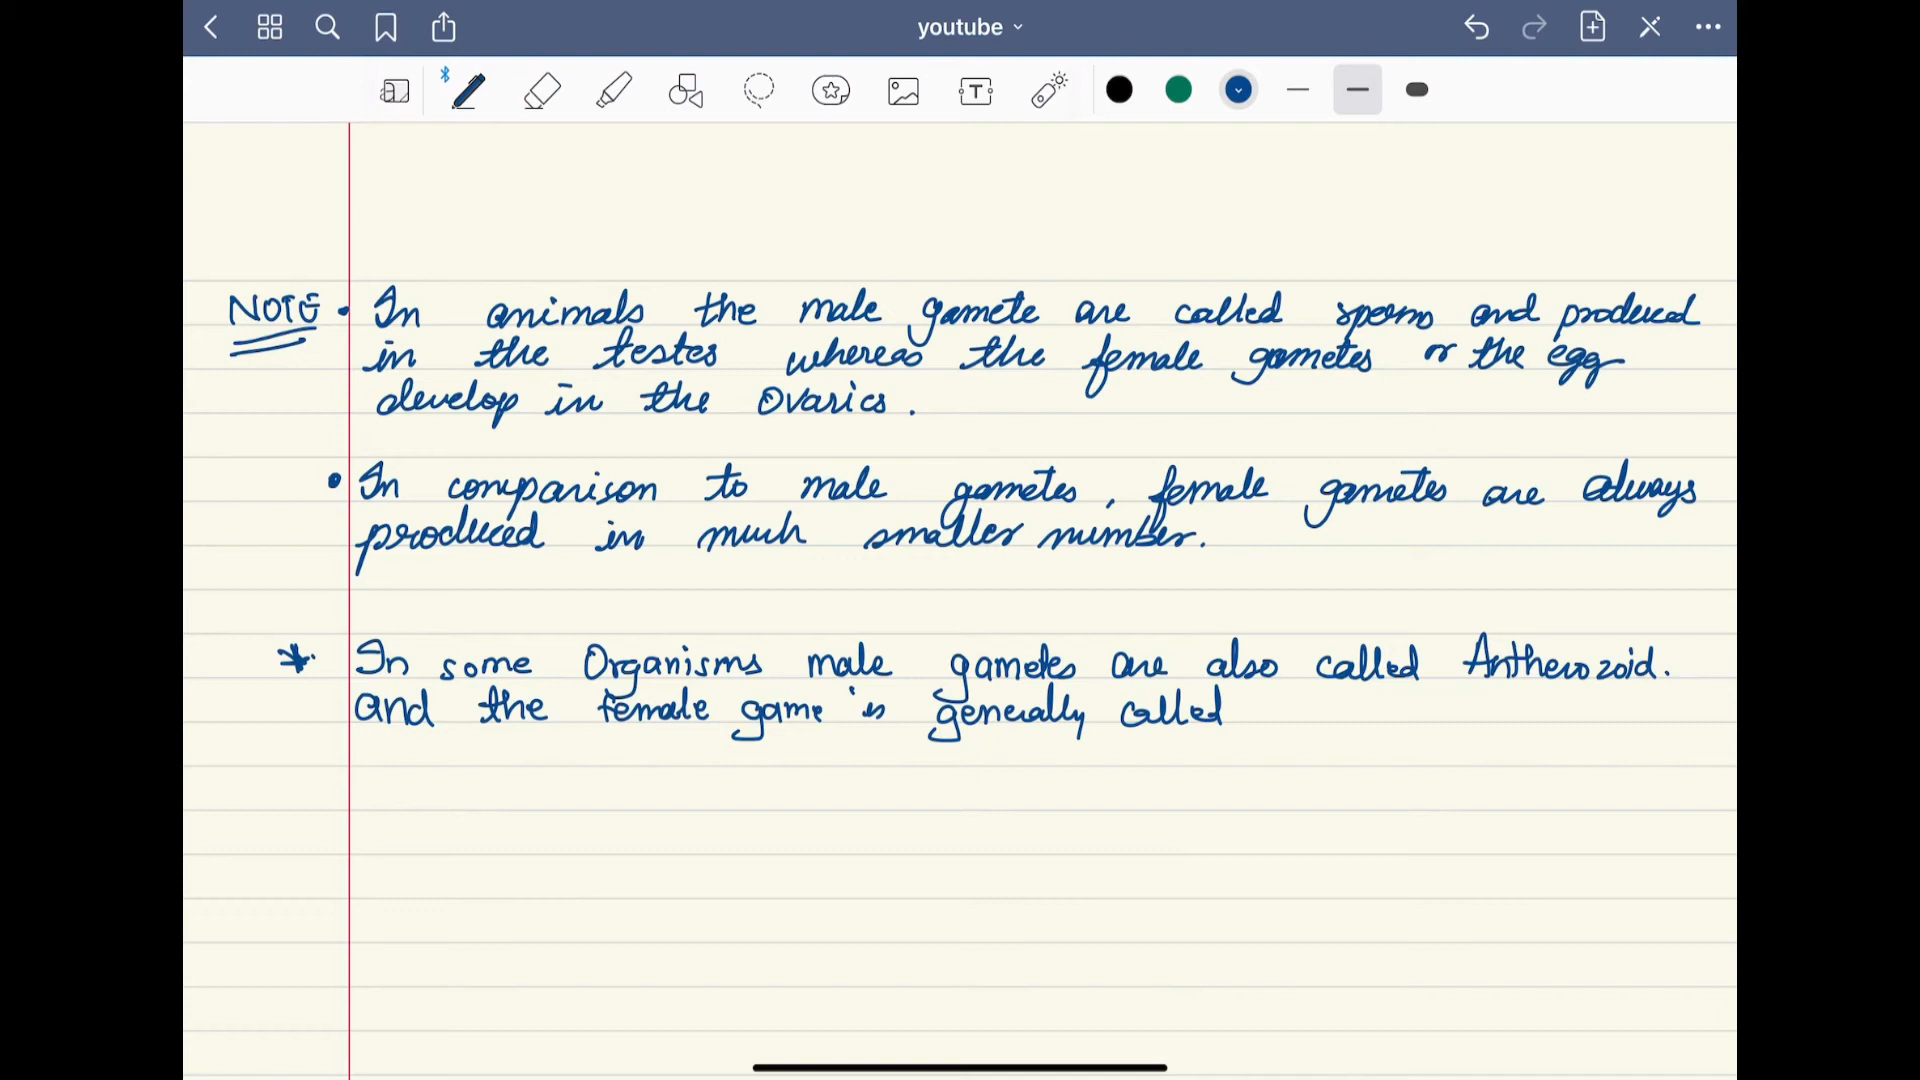 youtube
NOTE • In animals the male gamete are called sperms and produced
in the testes whereas the female gametes or the egg
develop in the Ovaries.
• In comparison to male gametes, female gametes are always
produced in much smaller number.
* In some Organisms male gametes are also called Antherozoid.
and the female game is generally called